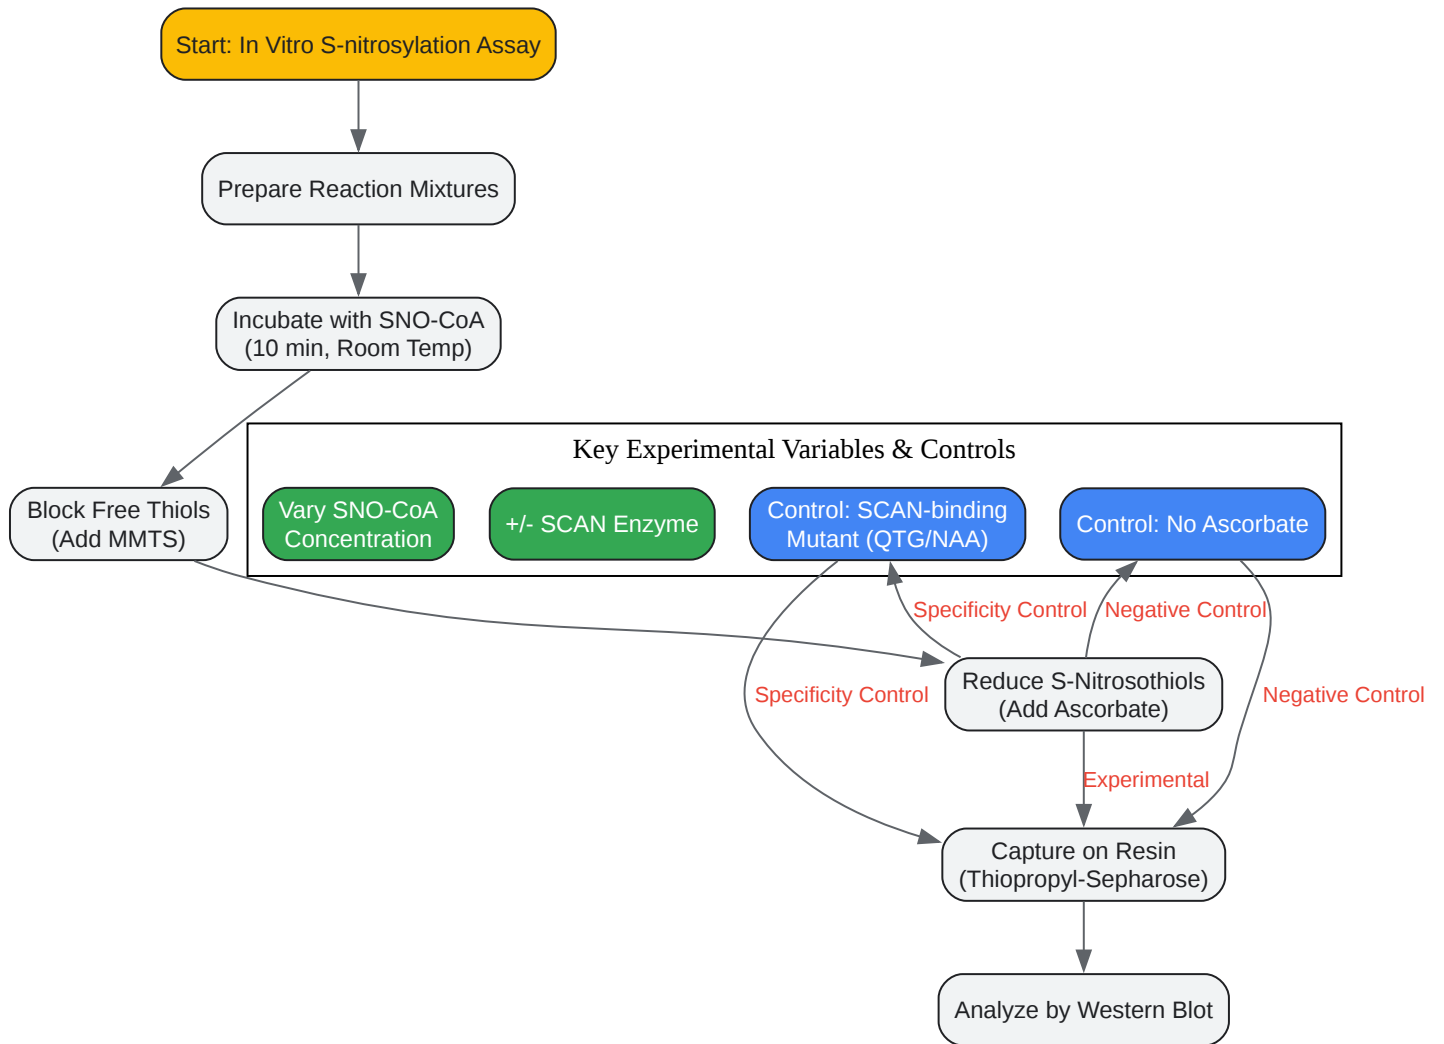 Start: In Vitro S-nitrosylation Assay
Prepare Reaction Mixtures
Incubate with SNO-CoA
(10 min, Room Temp)
Key Experimental Variables & Controls
Block Free Thiols
(Add MMTS)
Vary SNO-CoA
Concentration
+/- SCAN Enzyme
Control: SCAN-binding
Mutant (QTG/NAA)
Control: No Ascorbate
Specificity Control
Negative Control
Specificity Control
Reduce S-Nitrosothiols
(Add Ascorbate)
Negative Control
Experimental
Capture on Resin
(Thiopropyl-Sepharose)
Analyze by Western Blot